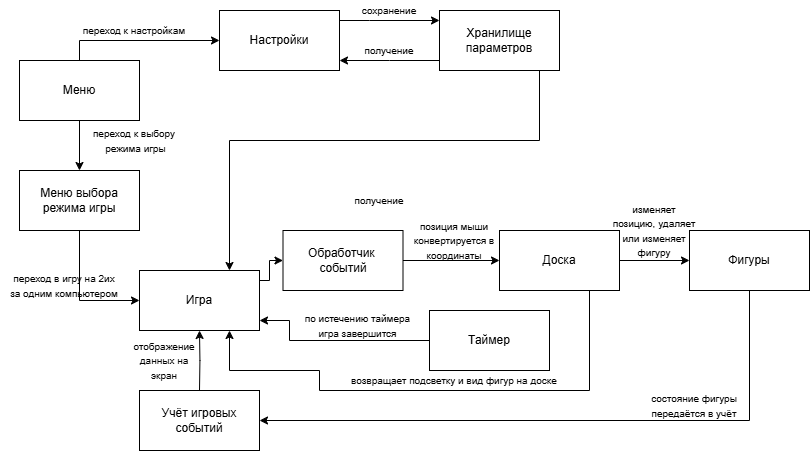 сохранение
переход к настройкам
Настройки
Хранилище
параметров
получение
Меню
переход к выбору
режима игры
Меню выбора
режима игры
получение
изменяет
позицию, удаляет
или изменяет
фигуру
позиция мыши
конвертируется в
координаты
Обработчик
событий
Доска
Фигуры
переход в игру на 2их
за одним компьютером
Игра
по истечению таймера
игра завершится
Таймер
отображение
данных на
экран
возвращает подсветку и вид фигур на доске
Учёт игровых
событий
состояние фигуры
передаётся в учёт